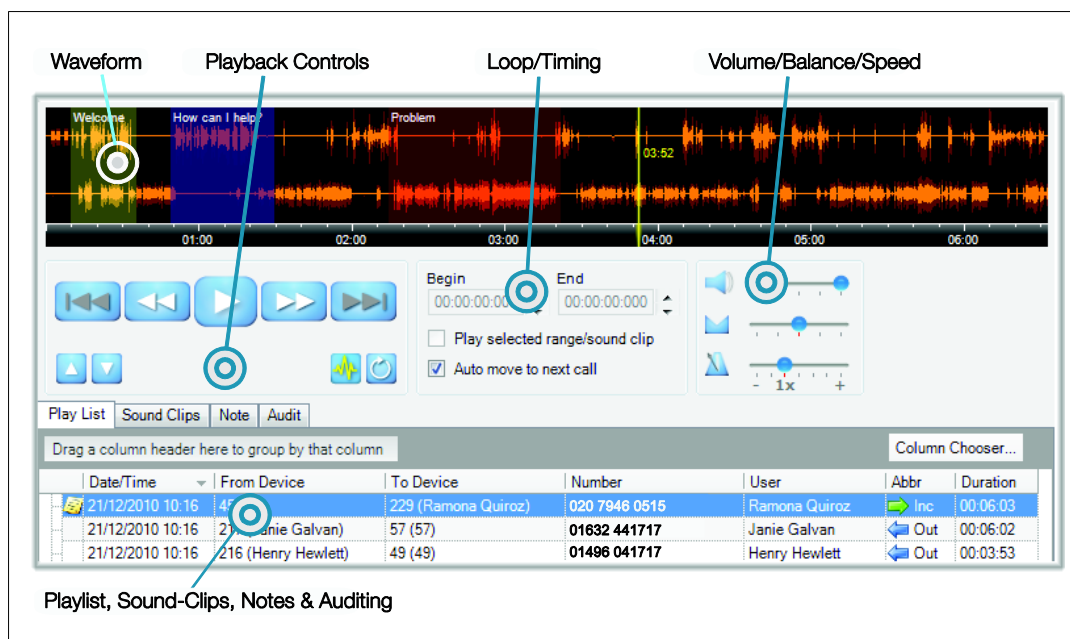 Waveform Playback Controls Loop/Timing Volume/Balance/Speed
Welcome How can I help? Problem
03:52
01:00 02:00 03:00 04:00 05:00 06:00
Begin End
00:00:00:000
Play selected range/sound clip
Auto move to next call
- 1x +
Play List Sound Clips Note Audit
Drag a column header here to group by that column Column Chooser...
Date/Time From Device To Device Number User Abbr Duration
21/12/2010 10:16 229 (Ramona Quiroz) 020 7946 0515 Ramona Quiroz Inc 00:06:03
21/12/2010 10:16 Galvan) 57 (57) 01632 441717 Janie Galvan Out 00:06:02
21/12/2010 10:16 216 (Henry Hewlett) 49 (49) 01496 041717 Henry Hewlett Out 00:03:53
Playlist, Sound-Clips, Notes & Auditing